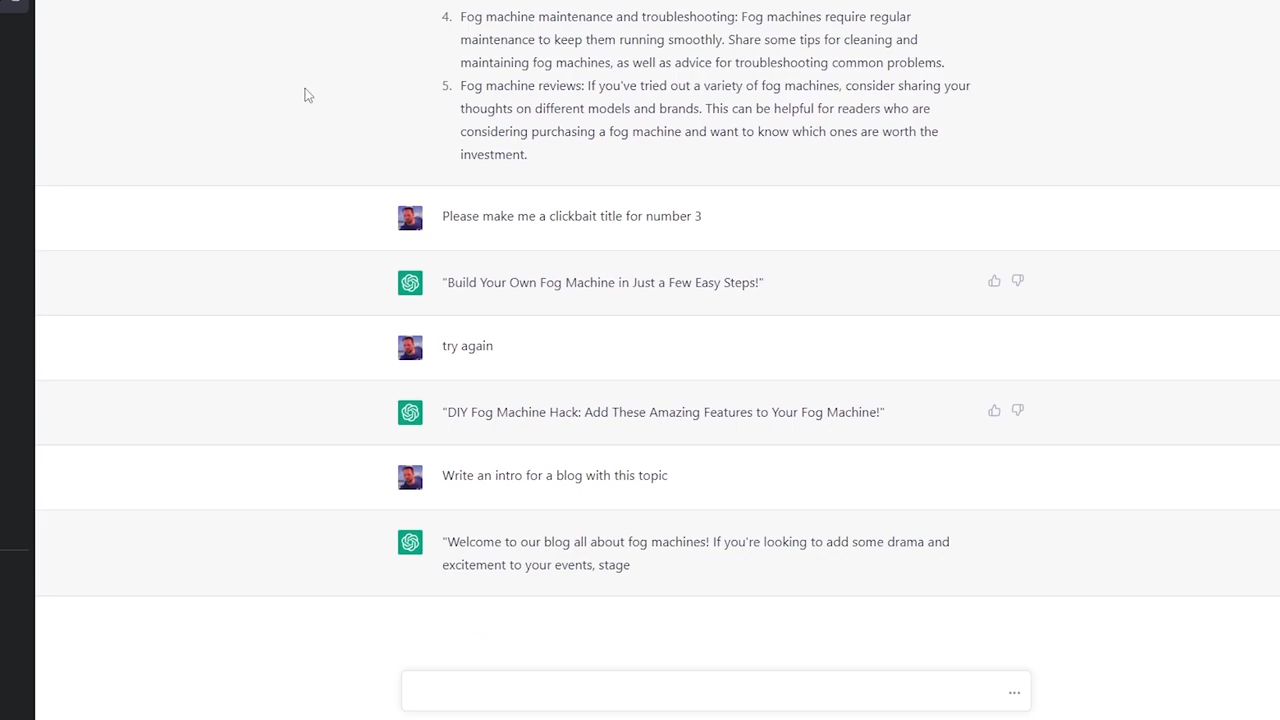 4. Fog machine maintenance and troubleshooting: Fog machines require regular
maintenance to keep them running smoothly. Share some tips for cleaning and
maintaining fog machines, as well as advice for troubleshooting common problems.
5. Fog machine reviews: If you've tried out a variety of fog machines, consider sharing your
thoughts on different models and brands. This can be helpful for readers who are
considering purchasing a fog machine and want to know which ones are worth the
investment.
Please make me a clickbait title for number 3
"Build Your Own Fog Machine in Just a Few Easy Steps!"
try again
"DIY Fog Machine Hack: Add These Amazing Features to Your Fog Machine!"
Write an intro for a blog with this topic
"Welcome to our blog all about fog machines! If you're looking to add some drama and
excitement to your events, stage